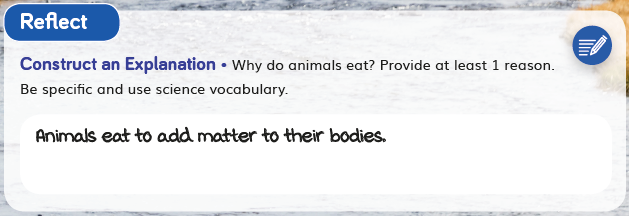 Reflect
Construct an Explanation • Why do animals eat? Provide at least 1 reason.
Be specific and use science vocabulary.
Animals eat to add matter to their bodies.